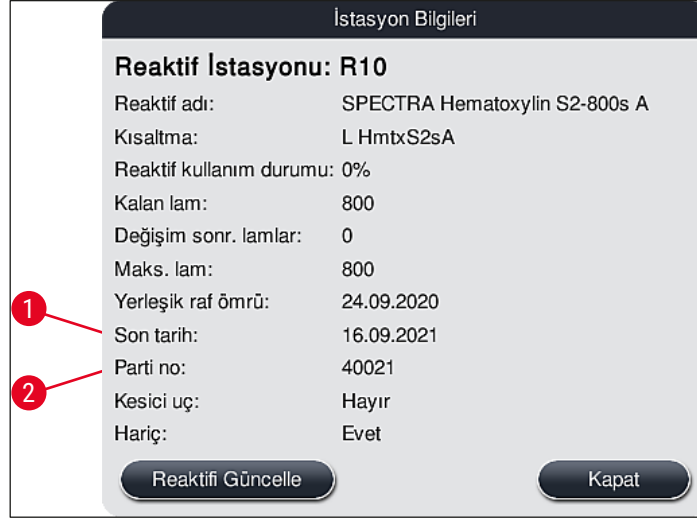 İstasyon Bilgileri
Reaktif İstasyonu: R10
Reaktif adı: SPECTRA Hematoxylin S2-800s A
Kısaltma: L HmtxS2sA
Reaktif kullanım durumu: 0%
Kalan lam: 800
Değişim sonr. lamlar: 0
Maks. lam: 800
Yerleşik raf ömrü: 24.09.2020
1
Son tarih: 16.09.2021
Parti no: 40021
2
Kesici uç: Hayır
Hariç: Evet
Reaktifi Güncelle Kapat